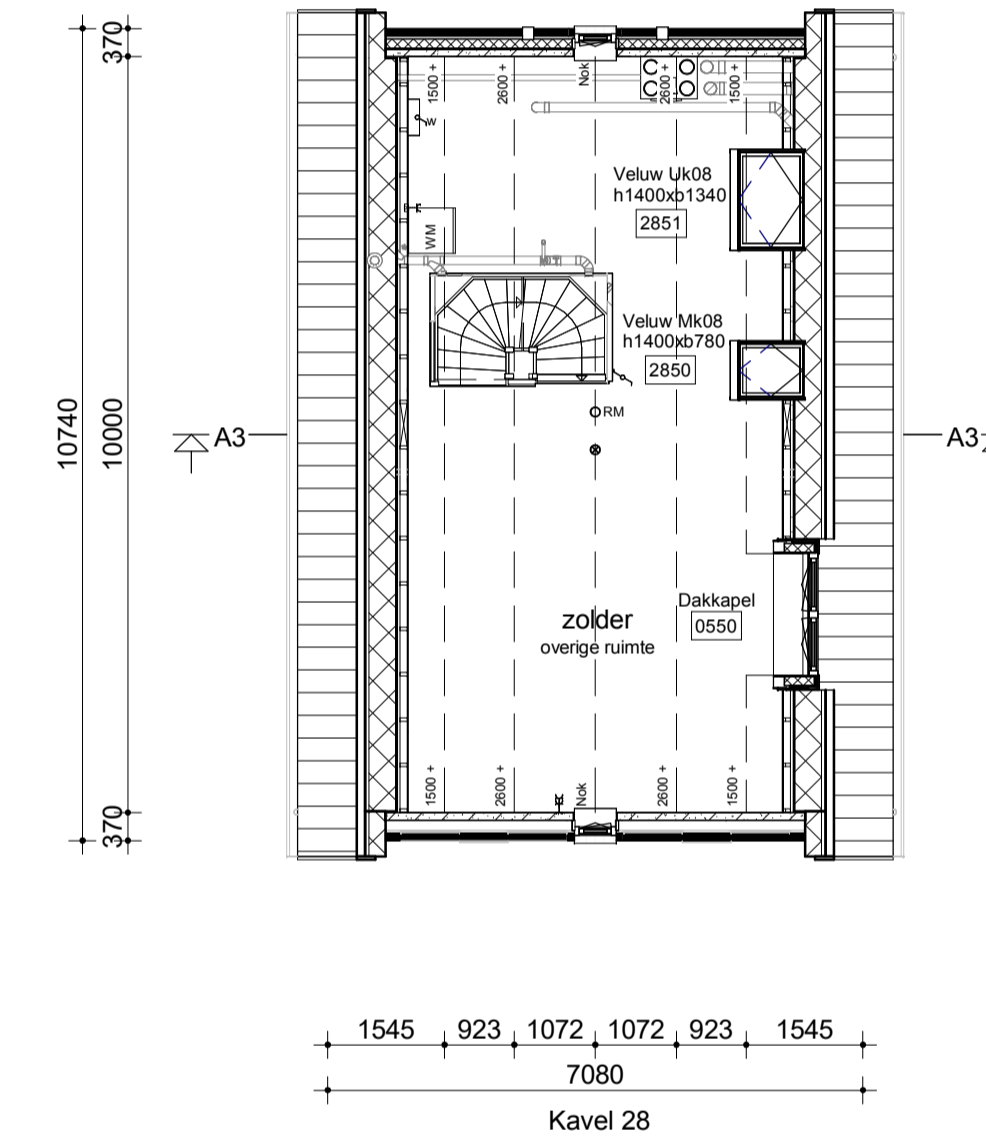 370
10740
10000
370
1500 +
2600 +
Nok
2600 +
1500 +
W
WM
Veluw Uk08
h1400xb1340
2851
Veluw Mk08
h1400xb780
2850
RM
A3
A3
Dakkapel
0550
zolder
overige ruimte
1500 +
2600 +
Nok
2600 +
1500 +
1545 923 1072 1072 923 1545
7080
Kavel 28